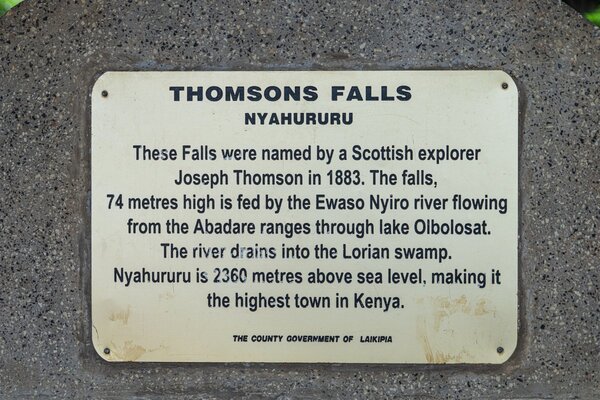 THOMSONS FALLS
NYAHURURU
These Falls were named by a Scottish explorer
Joseph Thomson in 1883. The falls,
74 metres high is fed by the Ewaso Nyiro river flowing
from the Abadare ranges through lake Olbolosat.
The river drains into the Lorian swamp.
Nyahururu is 2360 metres above sea level, making it
the highest town in Kenya.
THE COUNTY GOVERNMENT OF LAIKIPIA